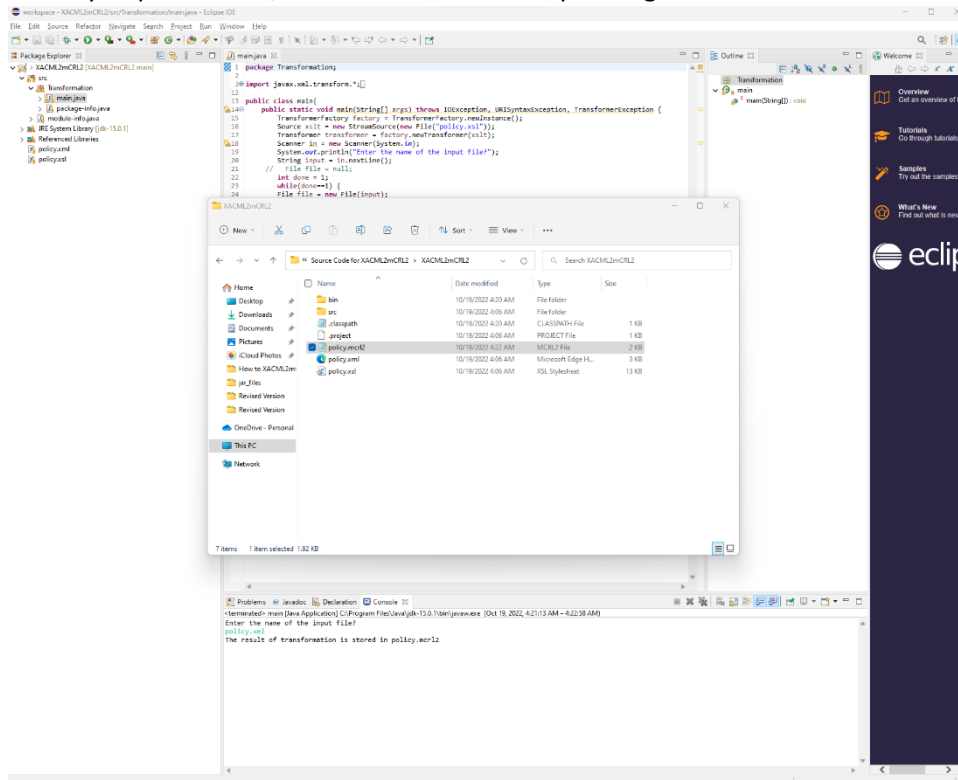 workspace - XACML2mCRL2/src/Transformation/main.java - Eclipse IDE
File Edit Source Refactor Navigate Search Project Run Window Help
Package Explorer
XACML2mCRL2 [XACML2mCRL2 main]
src
Transformation
main.java
package-info.java
module-info.java
JRE System Library [jdk-15.0.1]
Referenced Libraries
policy.xml
policy.xsl
main.java
1 package Transformation;
2
3 import javax.xml.transform.*;
12
13 public class main{
14 public static void main(String[] args) throws IOException, URISyntaxException, TransformerException {
15 TransformerFactory factory = TransformerFactory.newInstance();
16 Source xslt = new StreamSource(new File("policy.xsl"));
17 Transformer transformer = factory.newTransformer(xslt);
18 Scanner in = new Scanner(System.in);
19 System.out.println("Enter the name of the input file?");
20 String input = in.nextLine();
21 // File file = null;
22 int done = 1;
23 while(done==1) {
24 File file = new File(input);
Outline
Transformation
main
main(String[]) : void
Welcome
Overview
Get an overview of
Tutorials
Go through tutorials
Samples
Try out the samples
What's New
Find out what is new
eclip
XACML2mCRL2
New
Sort
View
Source Code for XACML2mCRL2 > XACML2mCRL2
Search XACML2mCRL2
Home
Desktop
Downloads
Documents
Pictures
iCloud Photos
How to XACML2m
jar_files
Revised Version
Revised Version
OneDrive - Personal
This PC
Network
Name Date modified Type Size
bin 10/19/2022 4:20 AM File folder
src 10/19/2022 4:06 AM File folder
.classpath 10/19/2022 4:20 AM CLASSPATH File 1 KB
.project 10/19/2022 4:06 AM PROJECT File 1 KB
policy.mcrl2 10/19/2022 4:22 AM MCRL2 File 2 KB
policy.xml 10/19/2022 4:06 AM Microsoft Edge H... 3 KB
policy.xsl 10/19/2022 4:06 AM XSL Stylesheet 13 KB
7 items 1 item selected 1.92 KB
Problems Javadoc Declaration Console
<terminated> main [Java Application] C:\Program Files\Java\jdk-15.0.1\bin\javaw.exe (Oct 19, 2022, 4:21:13 AM – 4:22:58 AM)
Enter the name of the input file?
policy.xml
The result of transformation is stored in policy.mcrl2